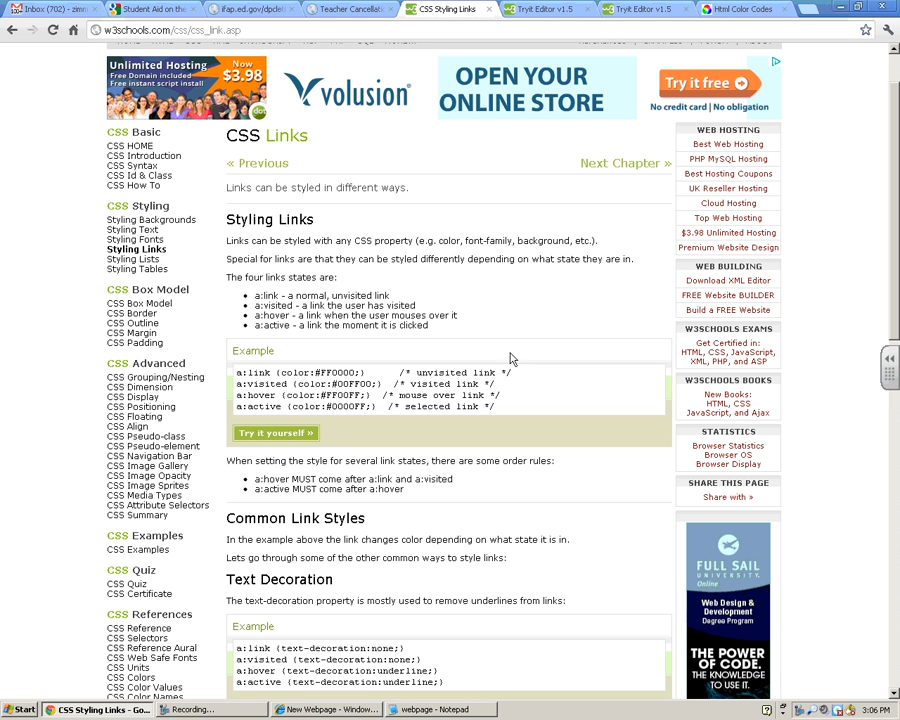 Inbox (702) - zimn
Student Aid on the
ifap.ed.gov/dpclet
Teacher Cancellat
CSS Styling Links
Tryit Editor v1.5
Tryit Editor v1.5
Html Color Codes
w3schools.com/css/css_link.asp
Unlimited Hosting
Free Domain included
Free instant script install
Now
$3.98
dot
volusion
OPEN YOUR
ONLINE STORE
Try it free
No credit card | No obligation
CSS Basic
CSS HOME
CSS Introduction
CSS Syntax
CSS Id & Class
CSS How To
CSS Styling
Styling Backgrounds
Styling Text
Styling Fonts
Styling Links
Styling Lists
Styling Tables
CSS Box Model
CSS Box Model
CSS Border
CSS Outline
CSS Margin
CSS Padding
CSS Advanced
CSS Grouping/Nesting
CSS Dimension
CSS Display
CSS Positioning
CSS Floating
CSS Align
CSS Pseudo-class
CSS Pseudo-element
CSS Navigation Bar
CSS Image Gallery
CSS Image Opacity
CSS Image Sprites
CSS Media Types
CSS Attribute Selectors
CSS Summary
CSS Examples
CSS Examples
CSS Quiz
CSS Quiz
CSS Certificate
CSS References
CSS Reference
CSS Selectors
CSS Reference Aural
CSS Web Safe Fonts
CSS Units
CSS Colors
CSS Color Values
CSS Color Names
CSS Links
« Previous
Next Chapter »
Links can be styled in different ways.
Styling Links
Links can be styled with any CSS property (e.g. color, font-family, background, etc.).
Special for links are that they can be styled differently depending on what state they are in.
The four links states are:
• a:link - a normal, unvisited link
• a:visited - a link the user has visited
• a:hover - a link when the user mouses over it
• a:active - a link the moment it is clicked
Example
a:link {color:#FF0000;} /* unvisited link */
a:visited {color:#00FF00;} /* visited link */
a:hover {color:#FF00FF;} /* mouse over link */
a:active {color:#0000FF;} /* selected link */
Try it yourself »
When setting the style for several link states, there are some order rules:
• a:hover MUST come after a:link and a:visited
• a:active MUST come after a:hover
Common Link Styles
In the example above the link changes color depending on what state it is in.
Lets go through some of the other common ways to style links:
Text Decoration
The text-decoration property is mostly used to remove underlines from links:
Example
a:link {text-decoration:none;}
a:visited {text-decoration:none;}
a:hover {text-decoration:underline;}
a:active {text-decoration:underline;}
WEB HOSTING
Best Web Hosting
PHP MySQL Hosting
Best Hosting Coupons
UK Reseller Hosting
Cloud Hosting
Top Web Hosting
$3.98 Unlimited Hosting
Premium Website Design
WEB BUILDING
Download XML Editor
FREE Website BUILDER
Build a FREE Website
W3SCHOOLS EXAMS
Get Certified in:
HTML, CSS, JavaScript,
XML, PHP, and ASP
W3SCHOOLS BOOKS
New Books:
HTML, CSS
JavaScript, and Ajax
STATISTICS
Browser Statistics
Browser OS
Browser Display
SHARE THIS PAGE
Share with »
FULL SAIL
UNIVERSITY.
Online
Web Design &
Development
Degree Program
THE POWER
OF CODE.
THE KNOWLEDGE
TO USE IT.
Start
CSS Styling Links - Go...
Recording...
New Webpage - Window...
webpage - Notepad
3:06 PM